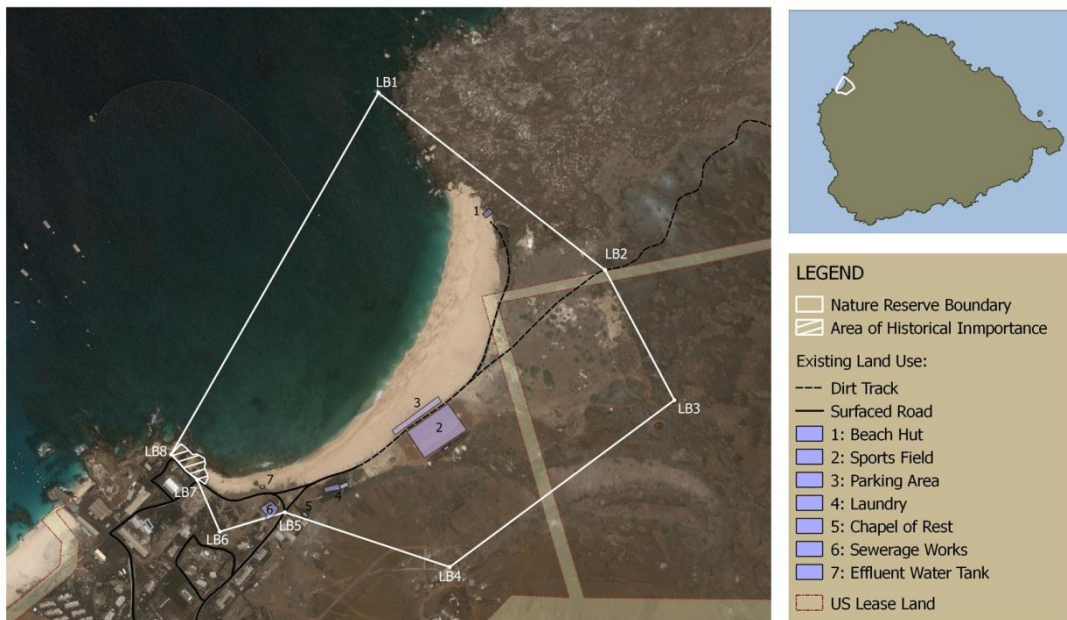 LB1
1
LB2
3
LB3
2
LB8
7
LB7
4
6
5
LB5
LB6
LB4
LEGEND
Nature Reserve Boundary
Area of Historical Inmportance
Existing Land Use:
Dirt Track
Surfaced Road
1: Beach Hut
2: Sports Field
3: Parking Area
4: Laundry
5: Chapel of Rest
6: Sewerage Works
7: Effluent Water Tank
US Lease Land